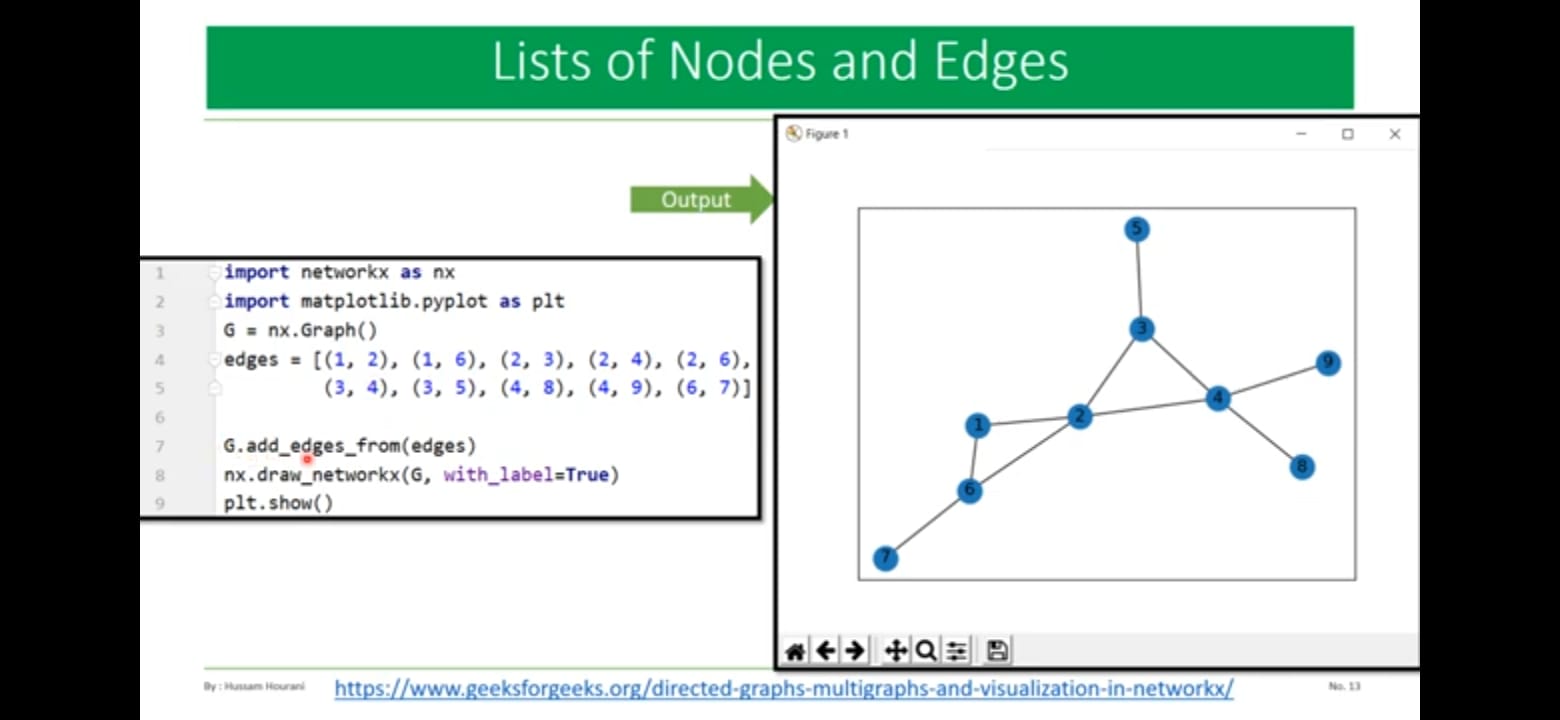 Lists of Nodes and Edges
Output
1 import networkx as nx
2 import matplotlib.pyplot as plt
3 G = nx.Graph()
4 edges = [(1, 2), (1, 6), (2, 3), (2, 4), (2, 6),
5 (3, 4), (3, 5), (4, 8), (4, 9), (6, 7)]
6
7 G.add_edges_from(edges)
8 nx.draw_networkx(G, with_label=True)
9 plt.show()
Figure 1
5
3
9
4
2
1
8
6
7
By : Hussam Hourani
https://www.geeksforgeeks.org/directed-graphs-multigraphs-and-visualization-in-networkx/
No. 13